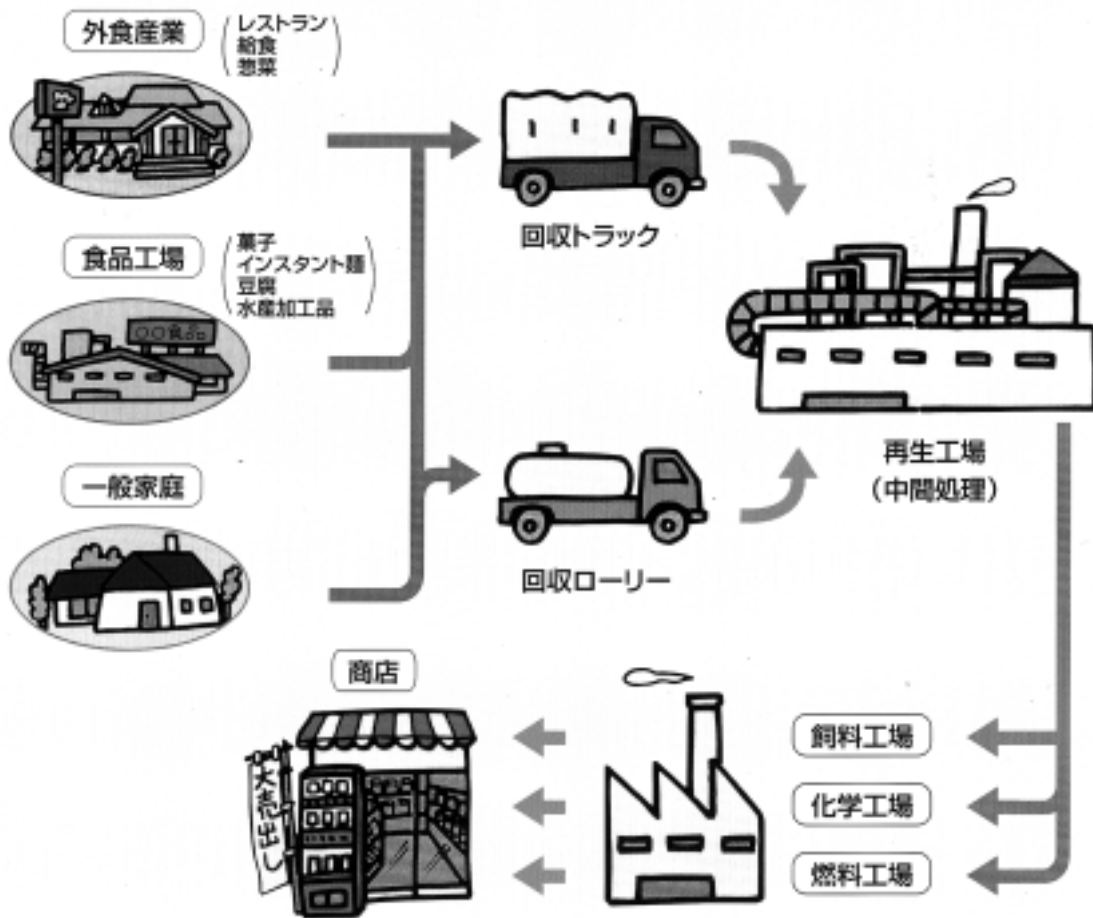 外食産業
レストラン
給食
惣菜
回収トラック
食品工場
菓子
インスタント麺
豆腐
水産加工品
○○食品
再生工場
(中間処理)
一般家庭
回収ローリー
商店
大売出し
飼料工場
化学工場
燃料工場